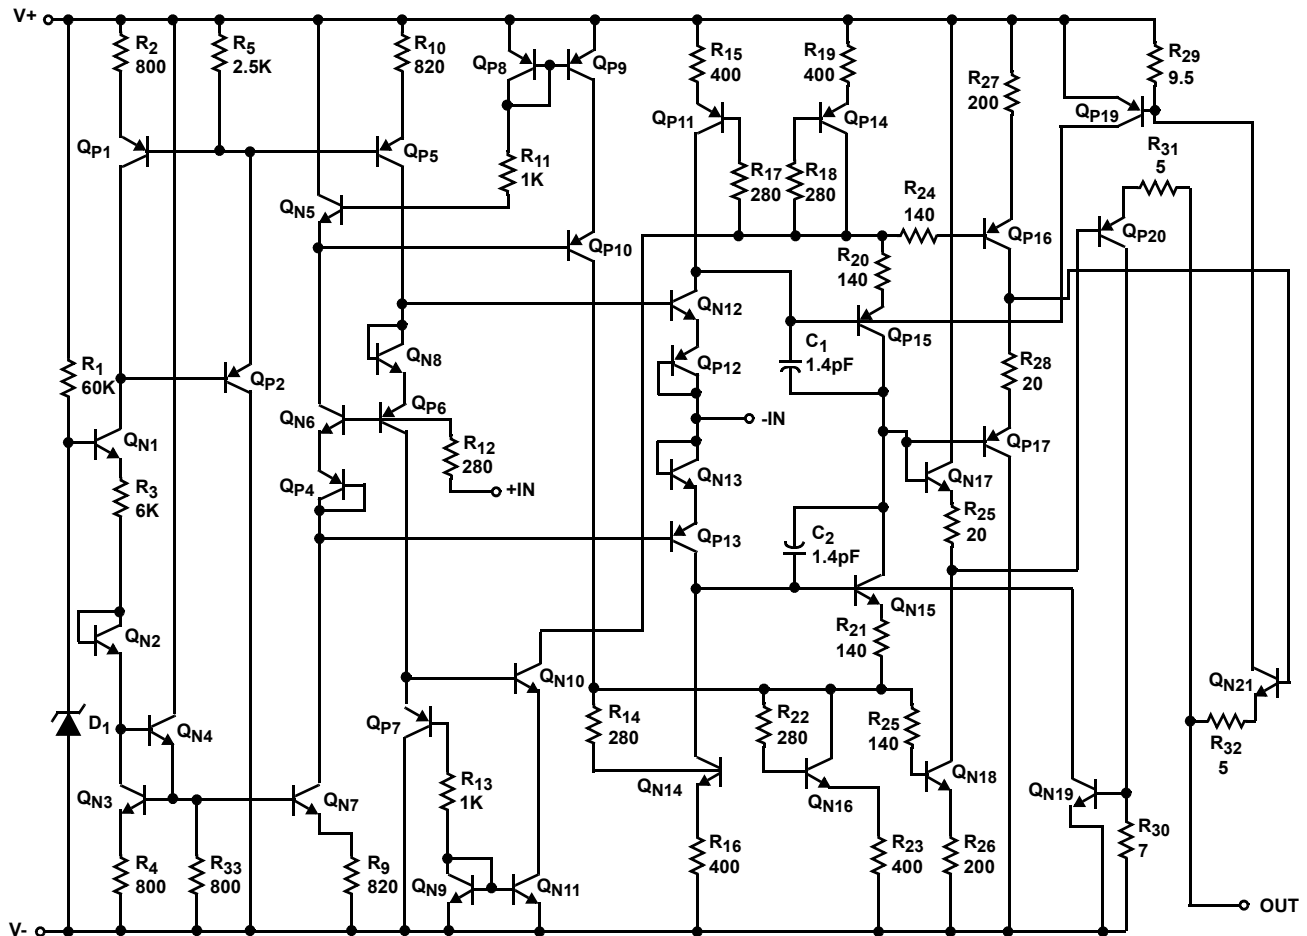 V+
R2
800
R5
2.5K
R10
820
QP8
QP9
R15
400
R19
400
R27
200
R29
9.5
QP1
QP5
R11
1K
QP11
QP14
QP19
R17
280
R18
280
R31
5
R24
140
QN5
QP10
QP16
QP20
R20
140
QN12
QP15
R1
60K
QP2
QN8
QP12
C1
1.4pF
R28
20
QN1
QN6
QP6
R12
280
-IN
QP17
R3
6K
QP4
+IN
QN13
QN17
R25
20
QP13
C2
1.4pF
QN2
QN15
R21
140
QN10
QN21
D1
QN4
QP7
R14
280
R22
280
R25
140
R32
5
QN3
QN7
R13
1K
QN14
QN16
QN18
QN19
R4
800
R33
800
R9
820
QN9
QN11
R16
400
R23
400
R26
200
R30
7
OUT
V-